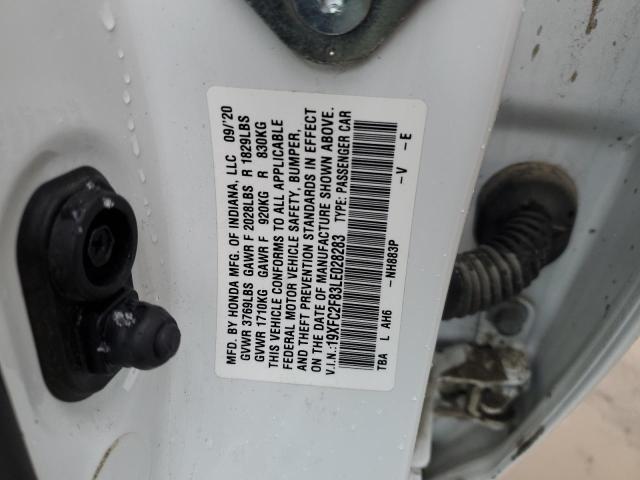 MFD. BY HONDA MFG. OF INDIANA, LLC 09/'20
GVWR 3769LBS GAWR F 2028LBS R 1829LBS
GVWR 1710KG GAWR F 920KG R 830KG
THIS VEHICLE CONFORMS TO ALL APPLICABLE
FEDERAL MOTOR VEHICLE SAFETY, BUMPER,
AND THEFT PREVENTION STANDARDS IN EFFECT
ON THE DATE OF MANUFACTURE SHOWN ABOVE.
V.I.N.:19XFC2F83LE028283 TYPE: PASSENGER CAR
-NH883P -V -E
TBA L AH6